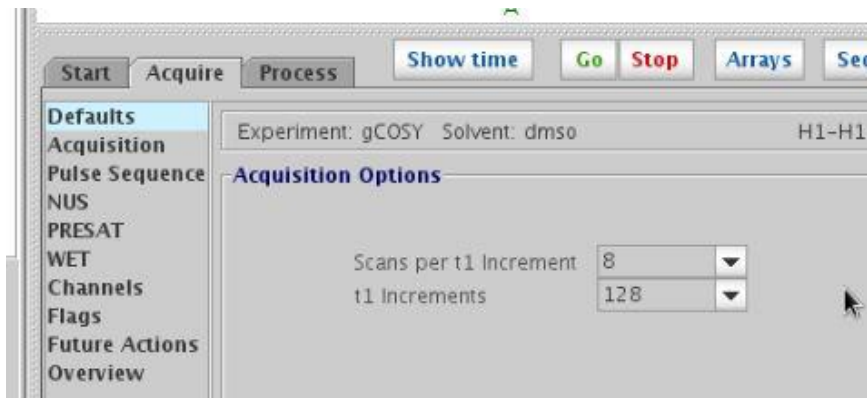 Start Acquire Process Show time Go Stop Arrays
Defaults
Acquisition
Pulse Sequence
NUS
PRESAT
WET
Channels
Flags
Future Actions
Overview
Experiment: gCOSY Solvent: dmso H1-H1
Acquisition Options
Scans per t1 Increment 8
t1 Increments 128